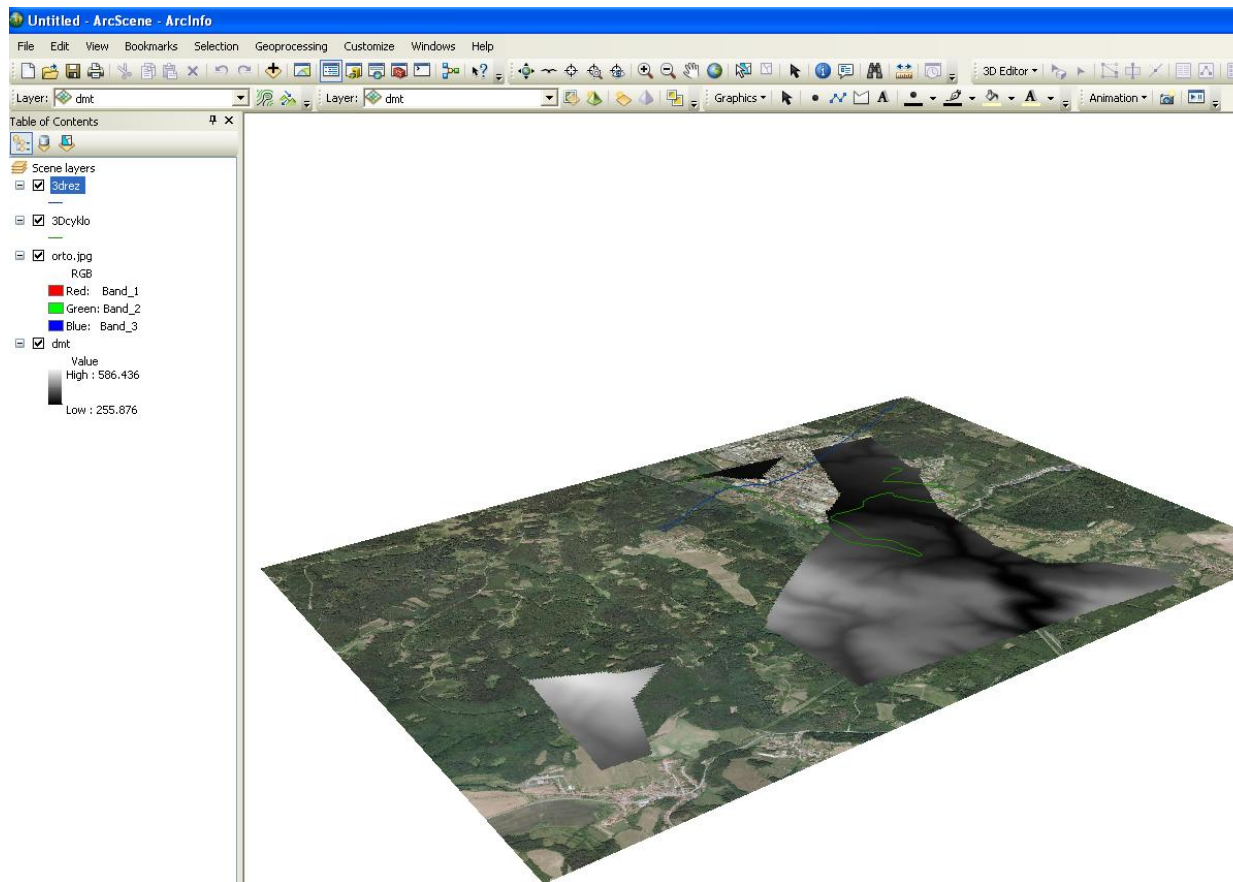 Untitled - ArcScene - ArcInfo
File Edit View Bookmarks Selection Geoprocessing Customize Windows Help
3D Editor
Layer: dmt Layer: dmt Graphics A A Animation
Table of Contents
Scene layers
3drez
3Dcyklo
orto.jpg
RGB
Red: Band_1
Green: Band_2
Blue: Band_3
dmt
Value
High : 586.436
Low : 255.876